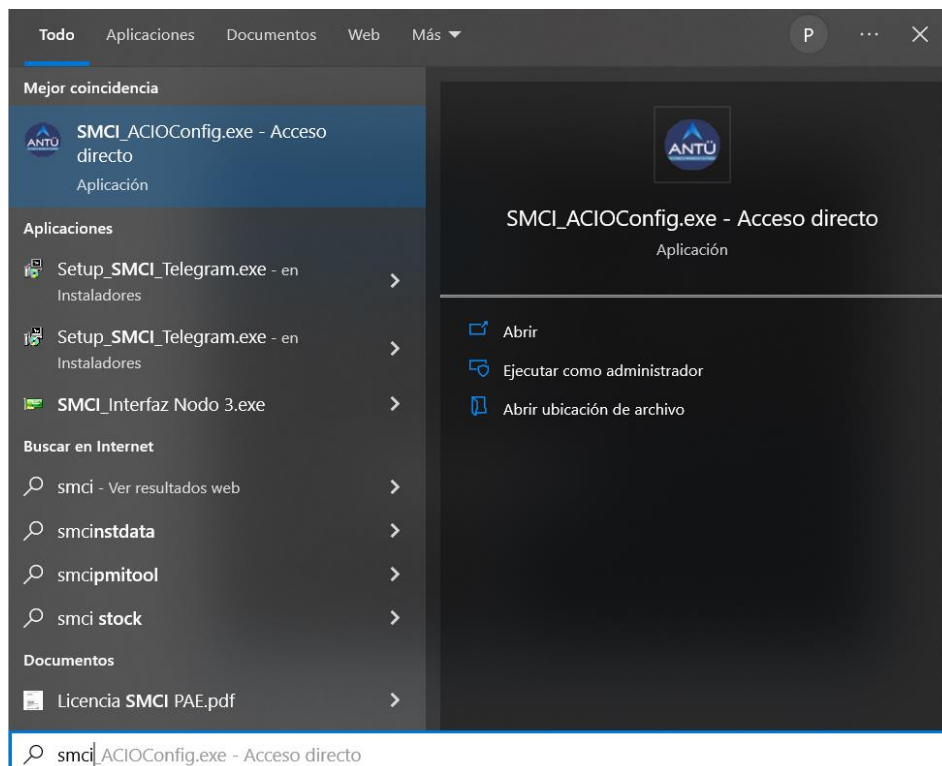 Todo Aplicaciones Documentos Web Más P ...
Mejor coincidencia
ANTÜ
SMCI_ACIOConfig.exe - Acceso
directo
Aplicación
Aplicaciones
Setup_SMCI_Telegram.exe - en
Instaladores
Setup_SMCI_Telegram.exe - en
Instaladores
SMCI_Interfaz Nodo 3.exe
Buscar en Internet
smci - Ver resultados web
smcinstdata
smcipmitool
smci stock
Documentos
Licencia SMCI PAE.pdf
smci_ACIOConfig.exe - Acceso directo
ANTÜ
SMCI_ACIOConfig.exe - Acceso directo
Aplicación
Abrir
Ejecutar como administrador
Abrir ubicación de archivo